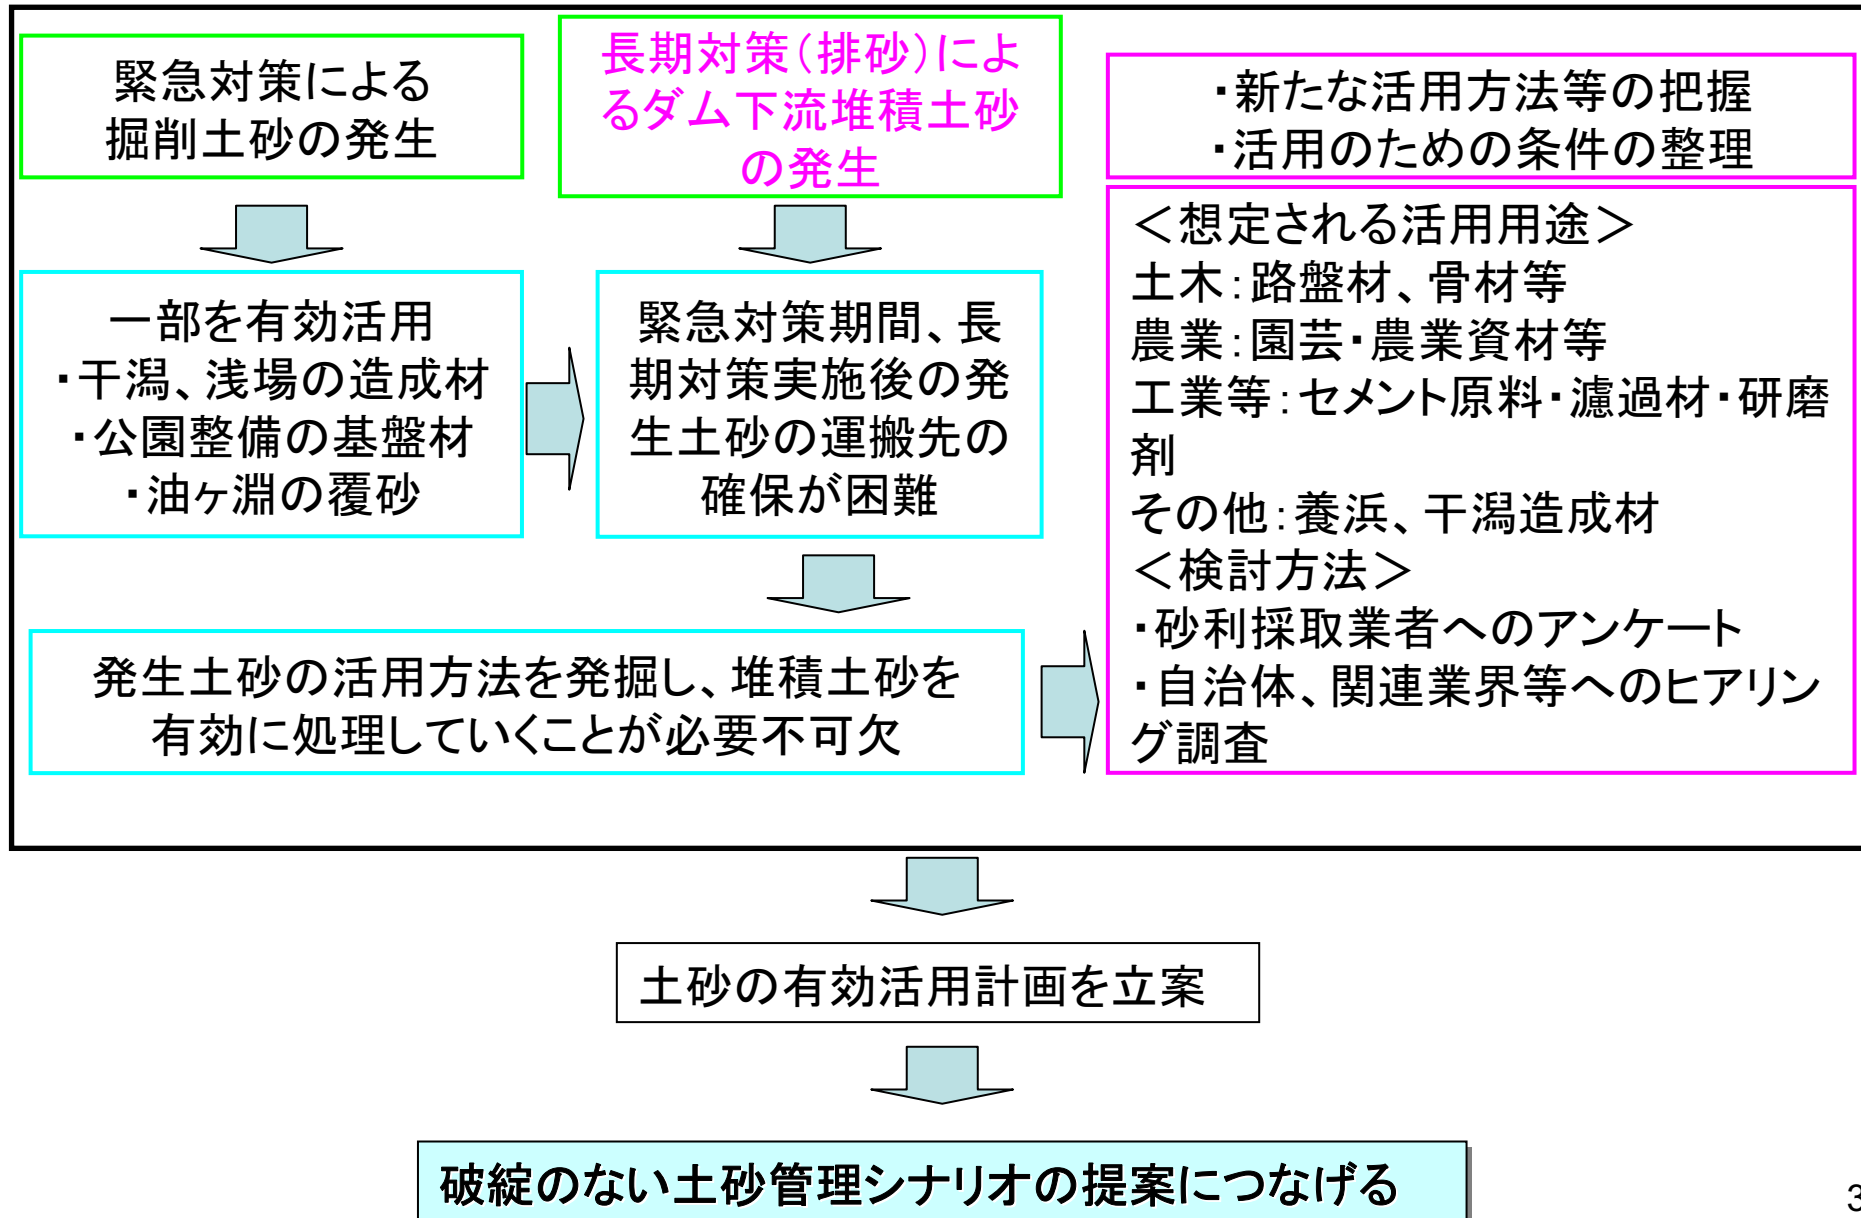 緊急対策による
掘削土砂の発生
長期対策(排砂)によ
るダム下流堆積土砂
の発生
・新たな活用方法等の把握
・活用のための条件の整理
一部を有効活用
・干潟、浅場の造成材
・公園整備の基盤材
・油ヶ淵の覆砂
緊急対策期間、長
期対策実施後の発
生土砂の運搬先の
確保が困難
発生土砂の活用方法を発掘し、堆積土砂を
有効に処理していくことが必要不可欠
<想定される活用用途>
土木:路盤材、骨材等
農業:園芸・農業資材等
工業等:セメント原料・濾過材・研磨
剤
その他:養浜、干潟造成材
<検討方法>
・砂利採取業者へのアンケート
・自治体、関連業界等へのヒアリン
グ調査
土砂の有効活用計画を立案
破綻のない土砂管理シナリオの提案につなげる
3